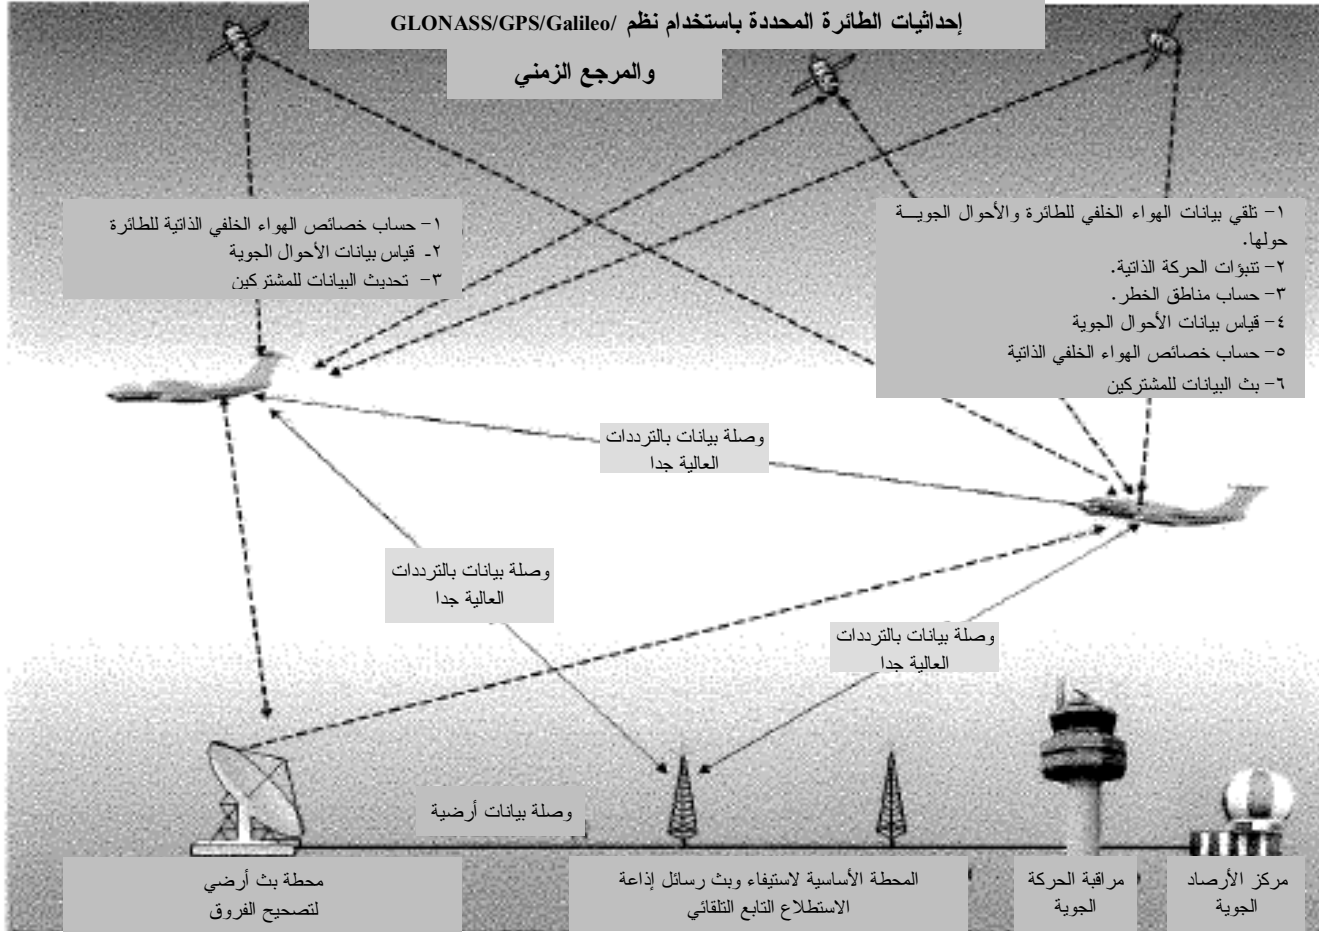 إحداثيات الطائرة المحددة باستخدام نظم /GLONASS/GPS/Galileo
والمرجع الزمني
١- تلقي بيانات الهواء الخلفي للطائرة والأحوال الجويــة
حولها.
٢- تنبؤات الحركة الذاتية.
٣- حساب مناطق الخطر.
٤- قياس بيانات الأحوال الجوية
٥- حساب خصائص الهواء الخلفي الذاتية
٦- بث البيانات للمشتركين
١- حساب خصائص الهواء الخلفي الذاتية للطائرة
٢- قياس بيانات الأحوال الجوية
٣- تحديث البيانات للمشتركين
وصلة بيانات بالترددات
العالية جدا
وصلة بيانات بالترددات
العالية جدا
وصلة بيانات بالترددات
العالية جدا
وصلة بيانات أرضية
مركز الأرصاد
الجوية
مراقبة الحركة
الجوية
المحطة الأساسية لاستيفاء وبث رسائل إذاعة
الاستطلاع التابع التلقائي
محطة بث أرضي
لتصحيح الفروق